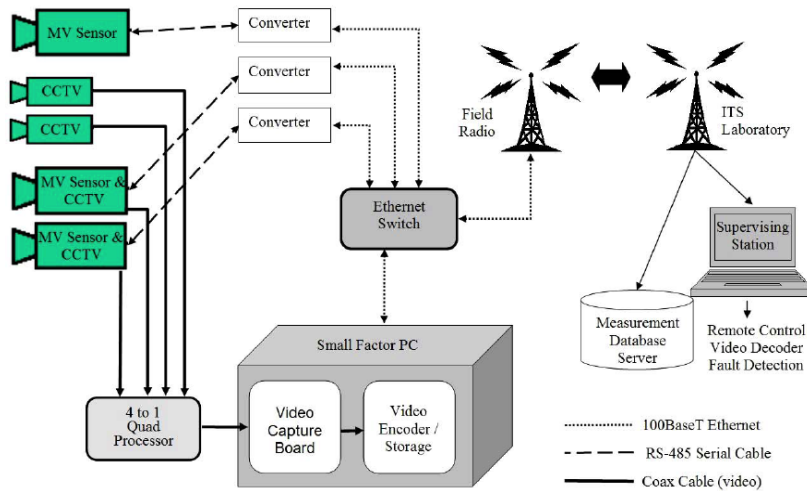 MV Sensor
Converter
CCTV
Converter
CCTV
Converter
MV Sensor &
CCTV
MV Sensor &
CCTV
Field
Radio
ITS
Laboratory
Ethernet
Switch
Supervising
Station
Measurement
Database
Server
Remote Control
Video Decoder
Fault Detection
Small Factor PC
4 to 1
Quad
Processor
Video
Capture
Board
Video
Encoder /
Storage
100BaseT Ethernet
RS-485 Serial Cable
Coax Cable (video)